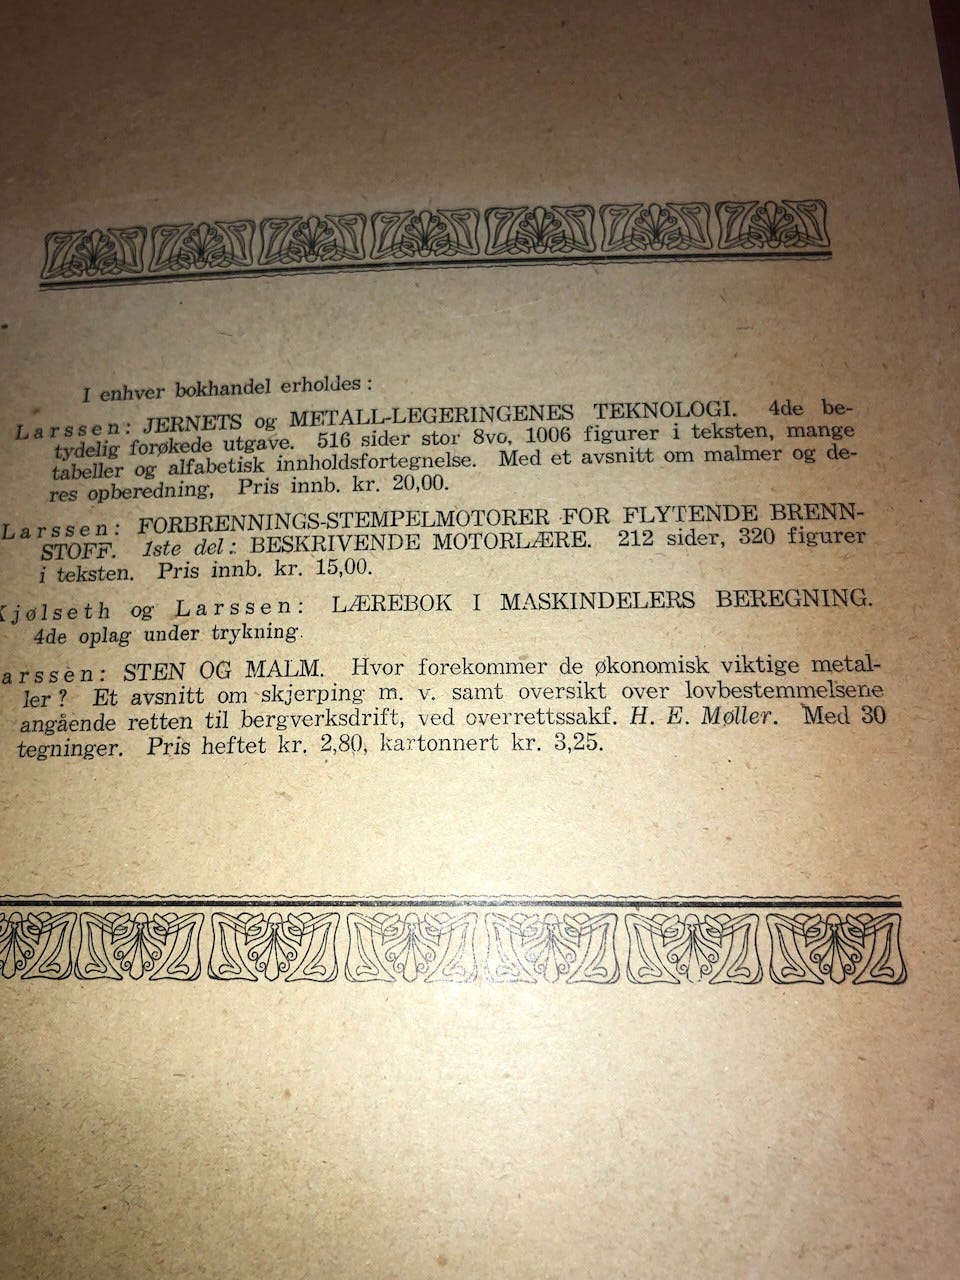 I enhver bokhandel erholdes :
Larssen: JERNETS og METALL-LEGERINGENES TEKNOLOGI. 4de be-
tydelig forøkede utgave. 516 sider stor 8vo, 1006 figurer i teksten, mange
tabeller og alfabetisk innholdsfortegnelse. Med et avsnitt om malmer og de-
res opberedning, Pris innb. kr. 20,00.
Larssen: FORBRENNINGS-STEMPELMOTORER FOR FLYTENDE BRENN-
STOFF. 1ste del: BESKRIVENDE MOTORLÆRE. 212 sider, 320 figurer
i teksten. Pris innb. kr. 15,00.
Kjølseth og Larssen: LÆREBOK I MASKINDELERS BEREGNING.
4de oplag under trykning.
arssen: STEN OG MALM. Hvor forekommer de økonomisk viktige metal-
ler ? Et avsnitt om skjerping m. v. samt oversikt over lovbestemmelsene
angående retten til bergverksdrift, ved overrettssakf. H. E. Møller. Med 30
tegninger. Pris heftet kr. 2,80, kartonnert kr. 3,25.